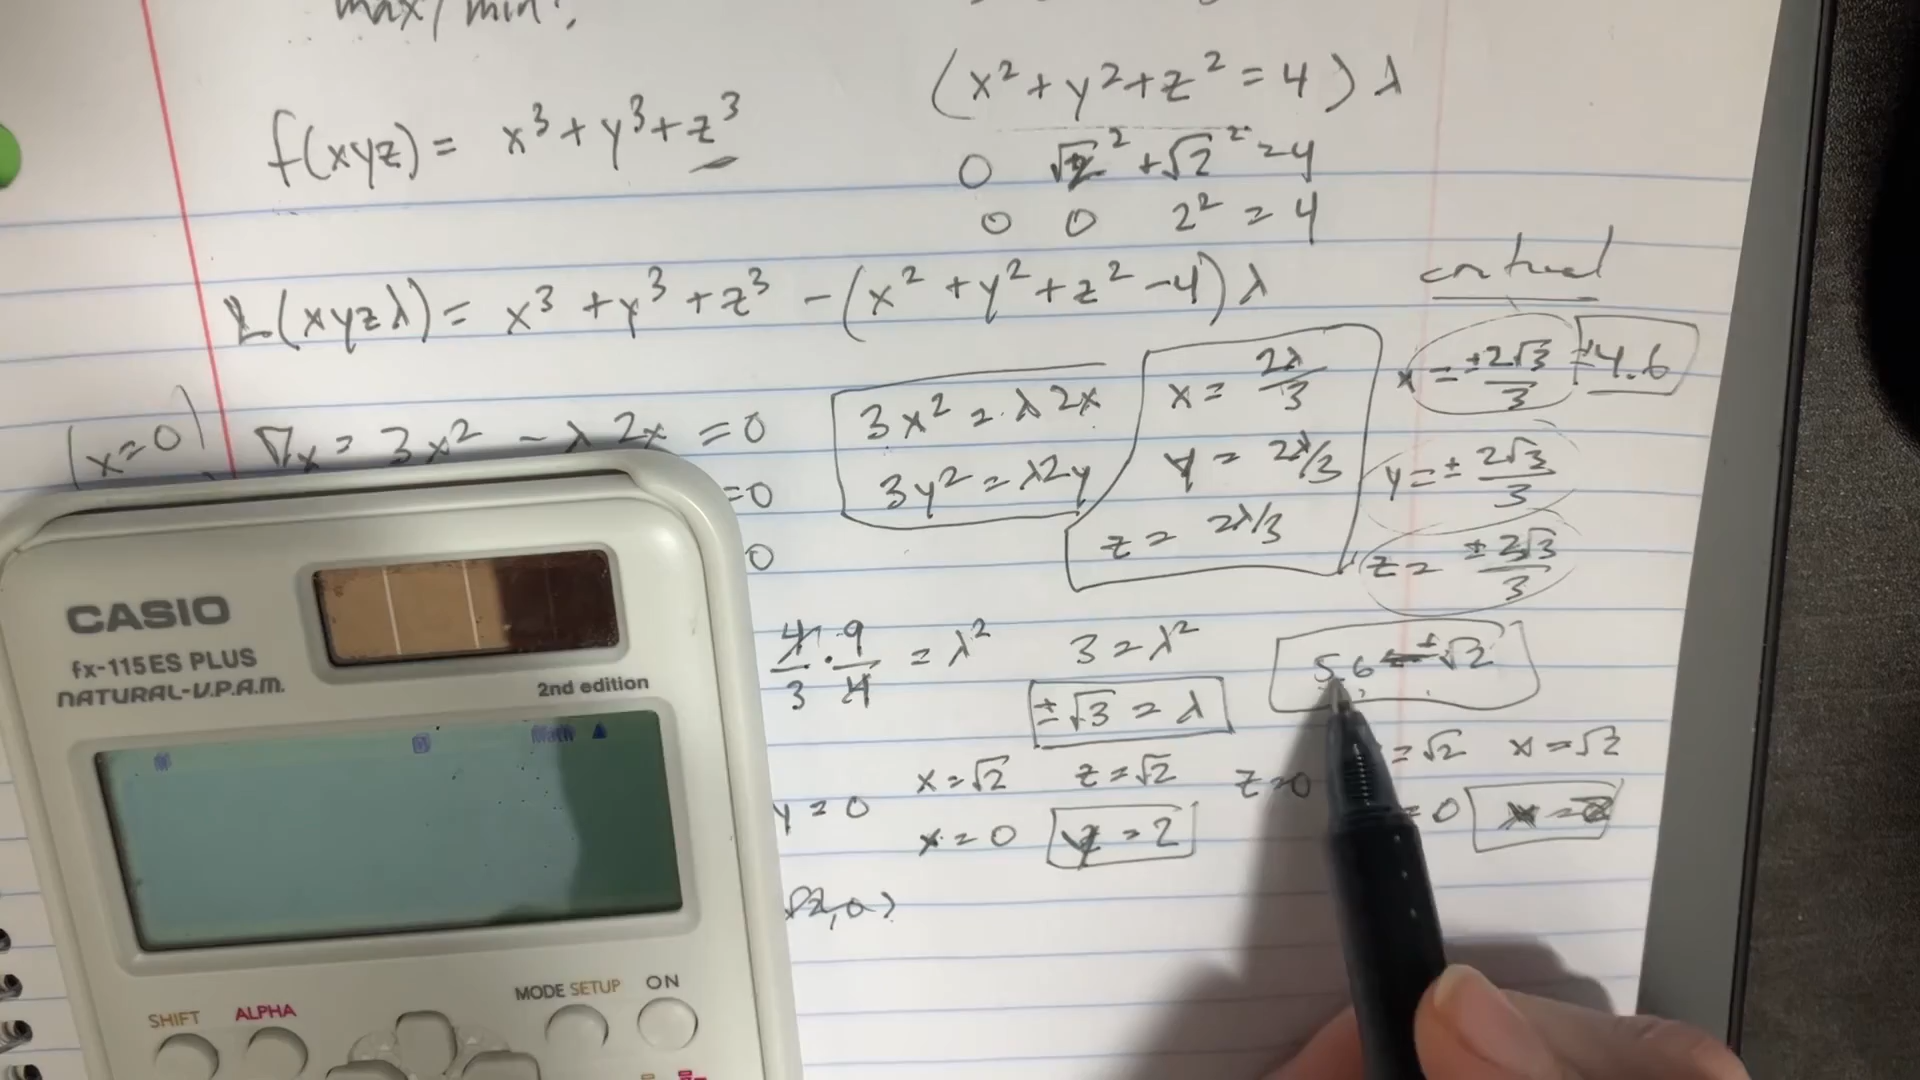 max/min?
f(xyz) = x³ + y³ + z³
(x² + y² + z² = 4) λ
0 √2² + √2² = 4
0 0 2² = 4
L(xyzλ) = x³ + y³ + z³ - (x² + y² + z² - 4) λ
critical
(x=0) ∇x = 3x² - λ2x = 0
=0
0
3x² = λ2x
3y² = λ2y
x = 2λ/3
y = 2λ/3
z = 2λ/3
x = ±2√3/3 ±4.6
y = ± 2√3/3
z = ±2√3/3
4/3 · 9/4 = λ²
3 = λ²
±√3 = λ
5.6 ±√2
y = 0
x = √2 z = √2
x = 0
= 2
z = 0
= √2 x = √2
= 0
CASIO
fx-115ES PLUS
NATURAL-V.P.A.M.
2nd edition
Math ▲
MODE SETUP ON
SHIFT ALPHA